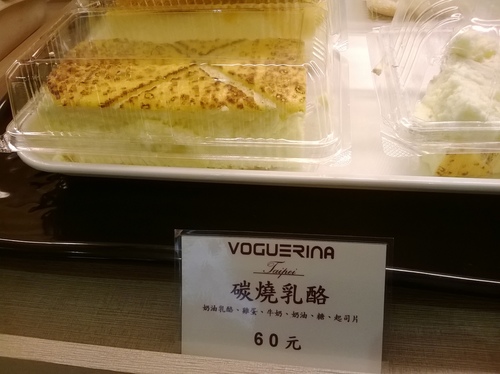 VOGUERINA
Taipei
碳燒乳酪
奶油乳酪、雞蛋、牛奶、奶油、糖、起司片
60元